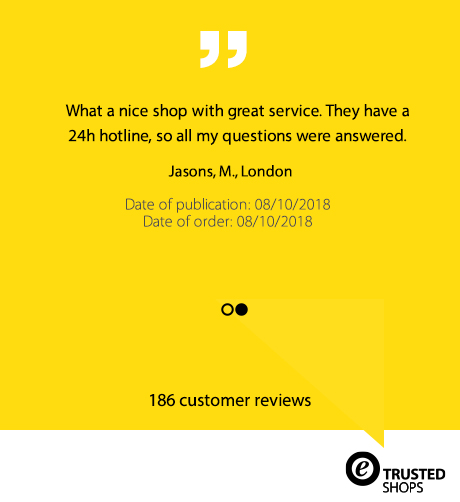 ”
What a nice shop with great service. They have a
24h hotline, so all my questions were answered.
Jasons, M., London
Date of publication: 08/10/2018
Date of order: 08/10/2018
186 customer reviews
e TRUSTED
SHOPS